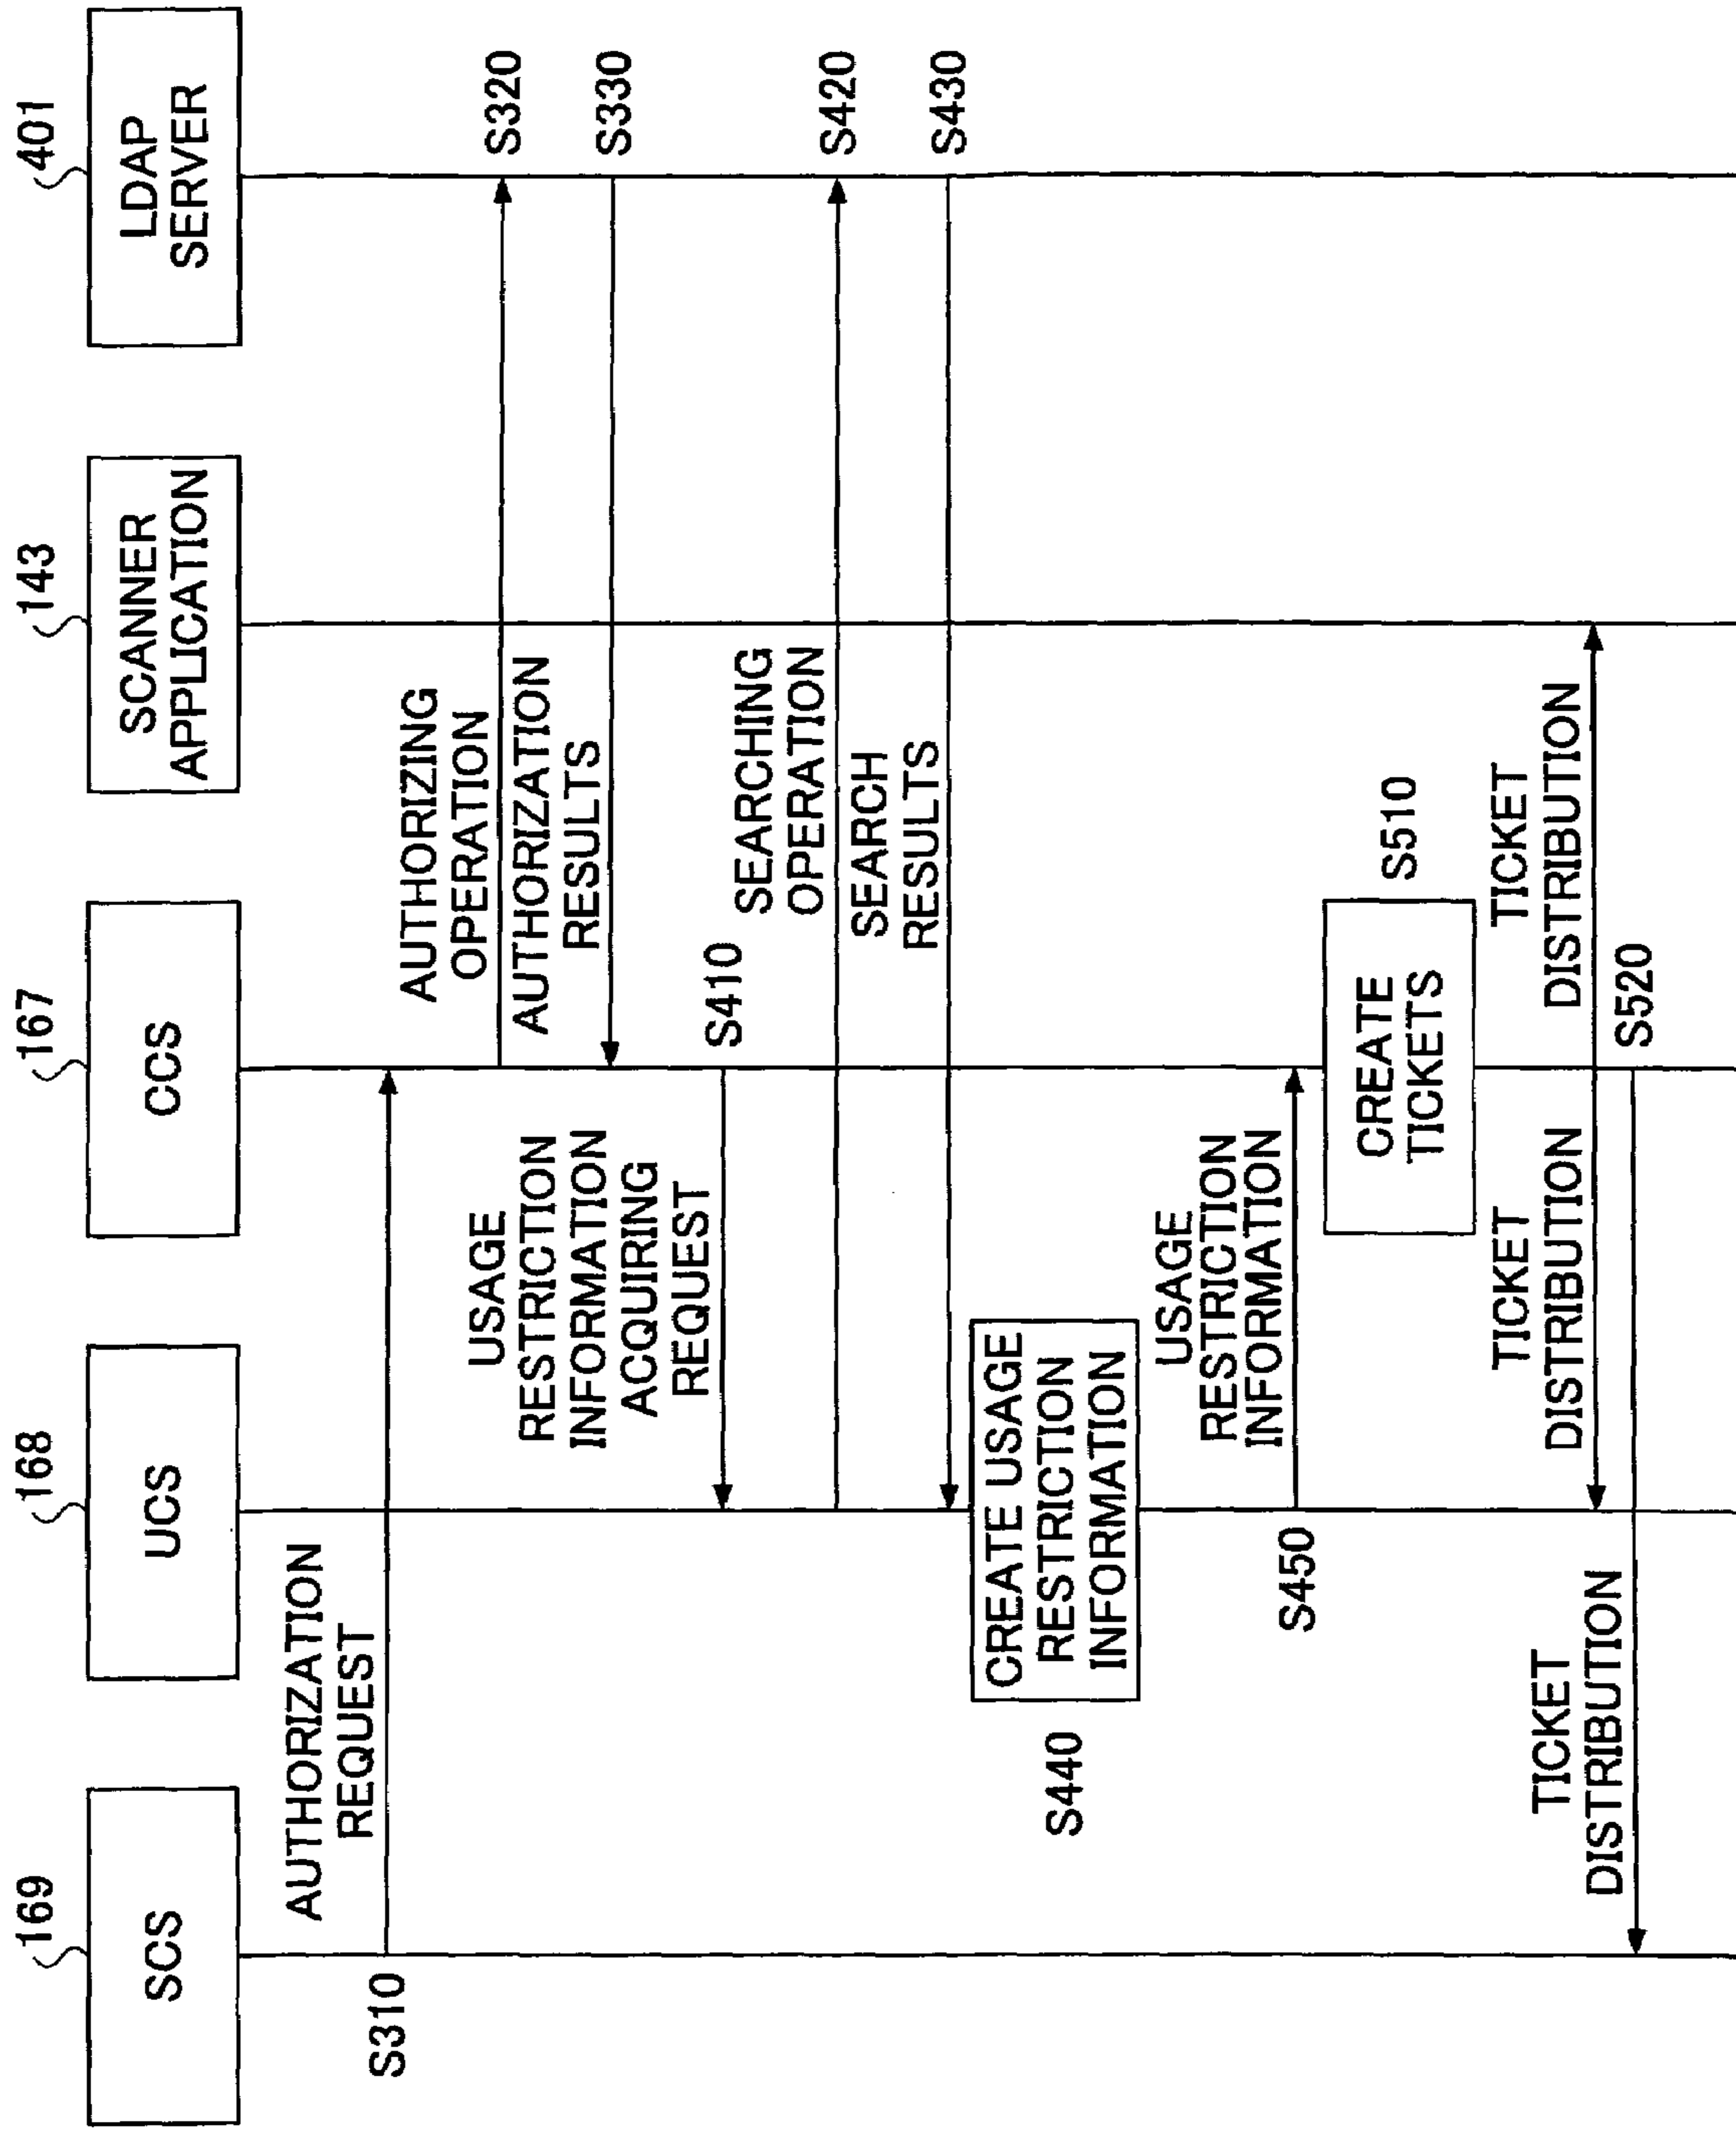 169
SCS
168
UCS
167
CCS
143
SCANNER
APPLICATION
401
LDAP
SERVER
AUTHORIZATION
REQUEST
S310
AUTHORIZING
OPERATION
S320
AUTHORIZATION
RESULTS
S330
USAGE
RESTRICTION
INFORMATION
ACQUIRING
REQUEST
S410
SEARCHING
OPERATION
S420
SEARCH
RESULTS
S430
CREATE USAGE
RESTRICTION
INFORMATION
S440
USAGE
RESTRICTION
INFORMATION
S450
CREATE
TICKETS
S510
TICKET
DISTRIBUTION
TICKET
DISTRIBUTION
TICKET
DISTRIBUTION
S520